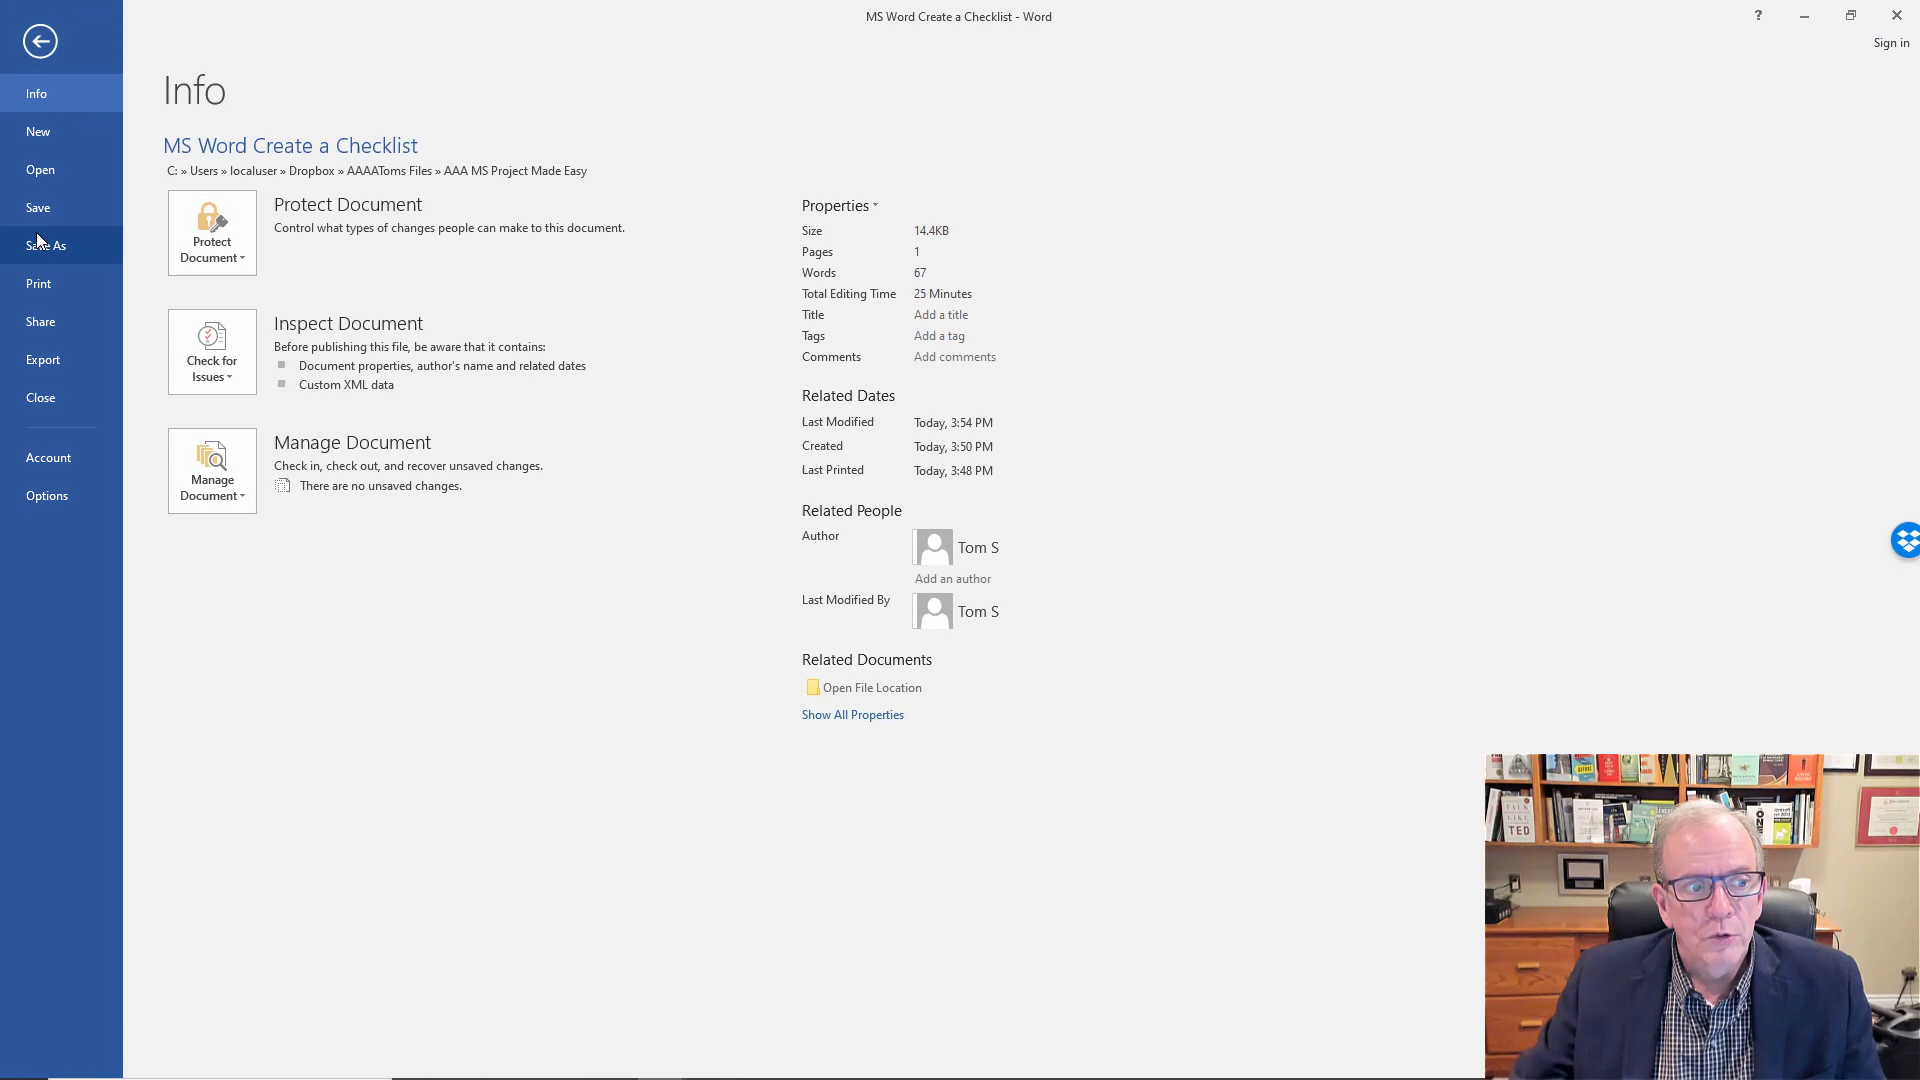 MS Word Create a Checklist - Word
?
Sign in
Info
New
Open
Save
Save As
Print
Share
Export
Close
Account
Options
Info
MS Word Create a Checklist
C: » Users » localuser » Dropbox » AAAAToms Files » AAA MS Project Made Easy
Protect
Document
Protect Document
Control what types of changes people can make to this document.
Check for
Issues
Inspect Document
Before publishing this file, be aware that it contains:
Document properties, author's name and related dates
Custom XML data
Manage
Document
Manage Document
Check in, check out, and recover unsaved changes.
There are no unsaved changes.
Properties
Size 14.4KB
Pages 1
Words 67
Total Editing Time 25 Minutes
Title Add a title
Tags Add a tag
Comments Add comments
Related Dates
Last Modified Today, 3:54 PM
Created Today, 3:50 PM
Last Printed Today, 3:48 PM
Related People
Author Tom S
Add an author
Last Modified By Tom S
Related Documents
Open File Location
Show All Properties
TALK
LIKE
TED
ONE